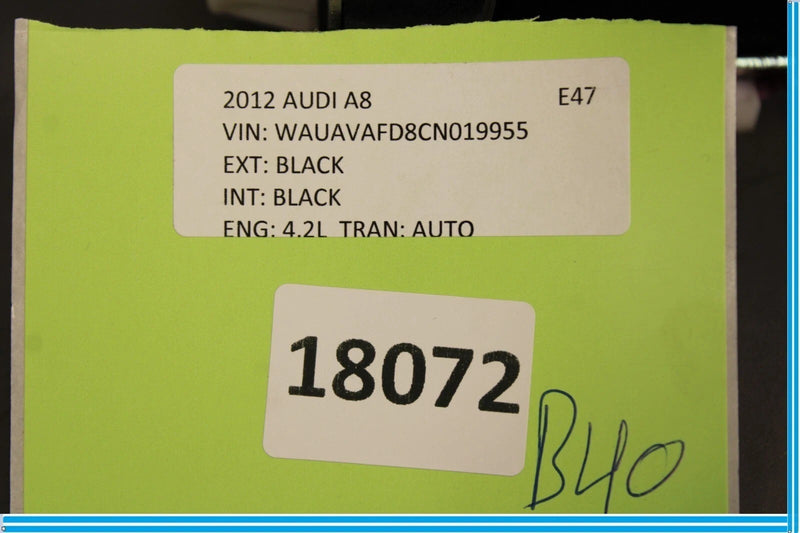 2012 AUDI A8 E47
VIN: WAUAVAFD8CN019955
EXT: BLACK
INT: BLACK
ENG: 4.2L TRAN: AUTO
18072
B40